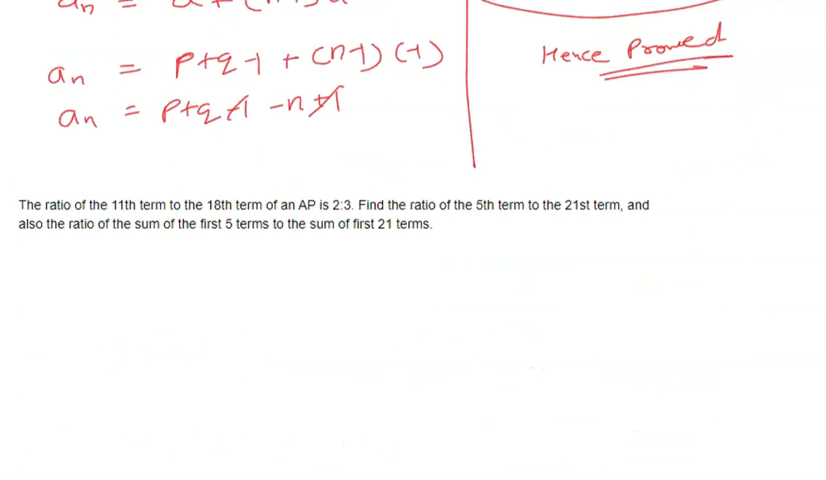 an = p+q-1 + (n-1) (-1)
Hence Proved
an = p+q-1 -n+1
The ratio of the 11th term to the 18th term of an AP is 2:3. Find the ratio of the 5th term to the 21st term, and
also the ratio of the sum of the first 5 terms to the sum of first 21 terms.